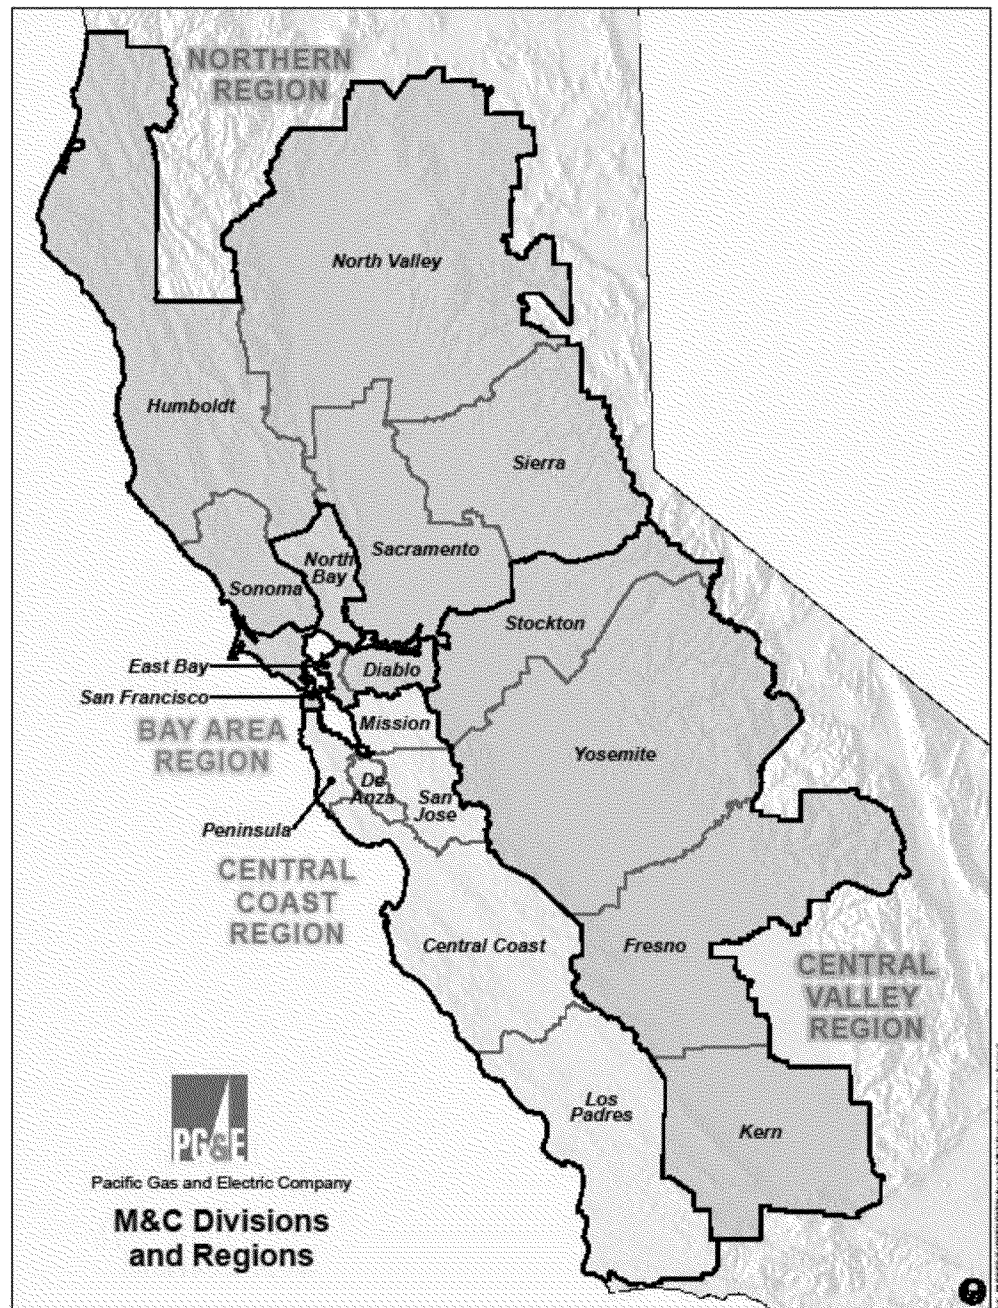 NORTHERN
REGION
North Valley
Humboldt
Sierra
Sacramento
North
Bay
Sonoma
Stockton
East Bay
Diablo
San Francisco
Mission
BAY AREA
REGION
Yosemite
De
Anza
San
Jose
Peninsula
CENTRAL
COAST
REGION
Central Coast
Fresno
CENTRAL
VALLEY
REGION
Los
Padres
Kern
PG&E
Pacific Gas and Electric Company
M&C Divisions
and Regions